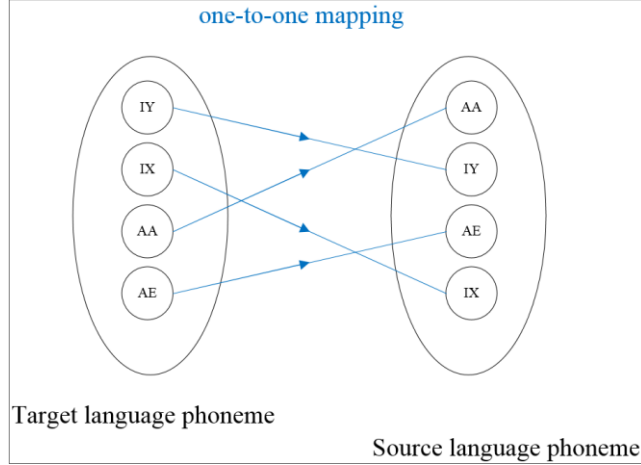 one-to-one mapping
IY
IX
AA
AE
AA
IY
AE
IX
Target language phoneme
Source language phoneme